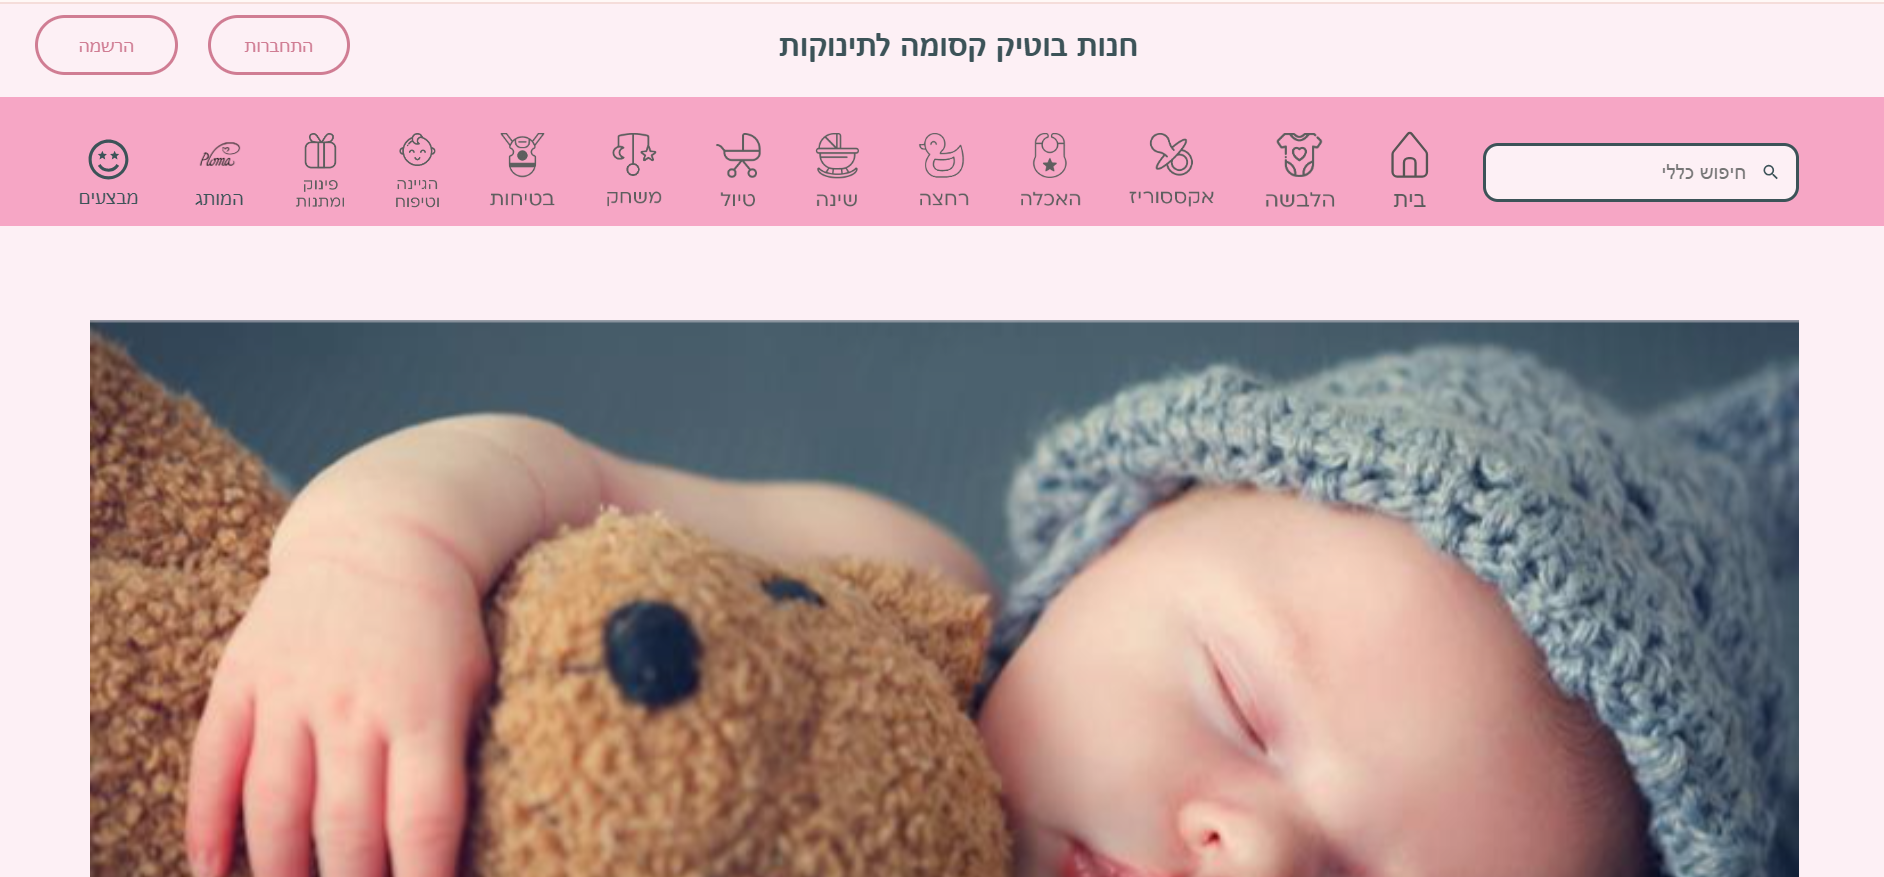 חנות בוטיק קסומה לתינוקות
התחברות
הרשמה
חיפוש כללי
בית
הלבשה
אקססוריז
האכלה
רחצה
שינה
טיול
משחק
בטיחות
הגיינה
וטיפוח
פינוק
ומתנות
Ploma
המותג
מבצעים